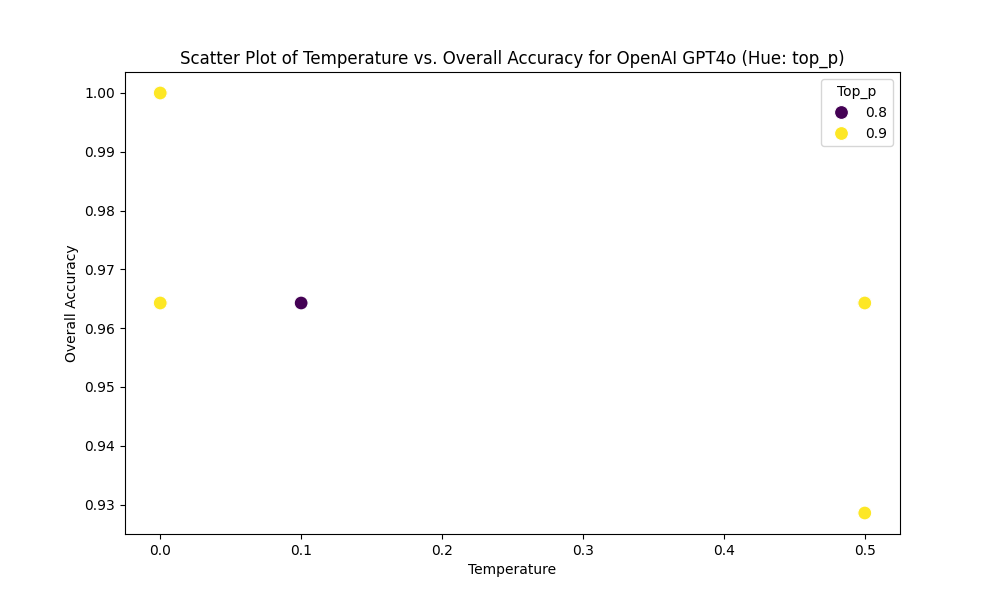 Scatter Plot of Temperature vs. Overall Accuracy for OpenAI GPT4o (Hue: top_p)
Top_p
0.8
0.9
1.00
0.99
0.98
0.97
0.96
0.95
0.94
0.93
Overall Accuracy
0.0 0.1 0.2 0.3 0.4 0.5
Temperature